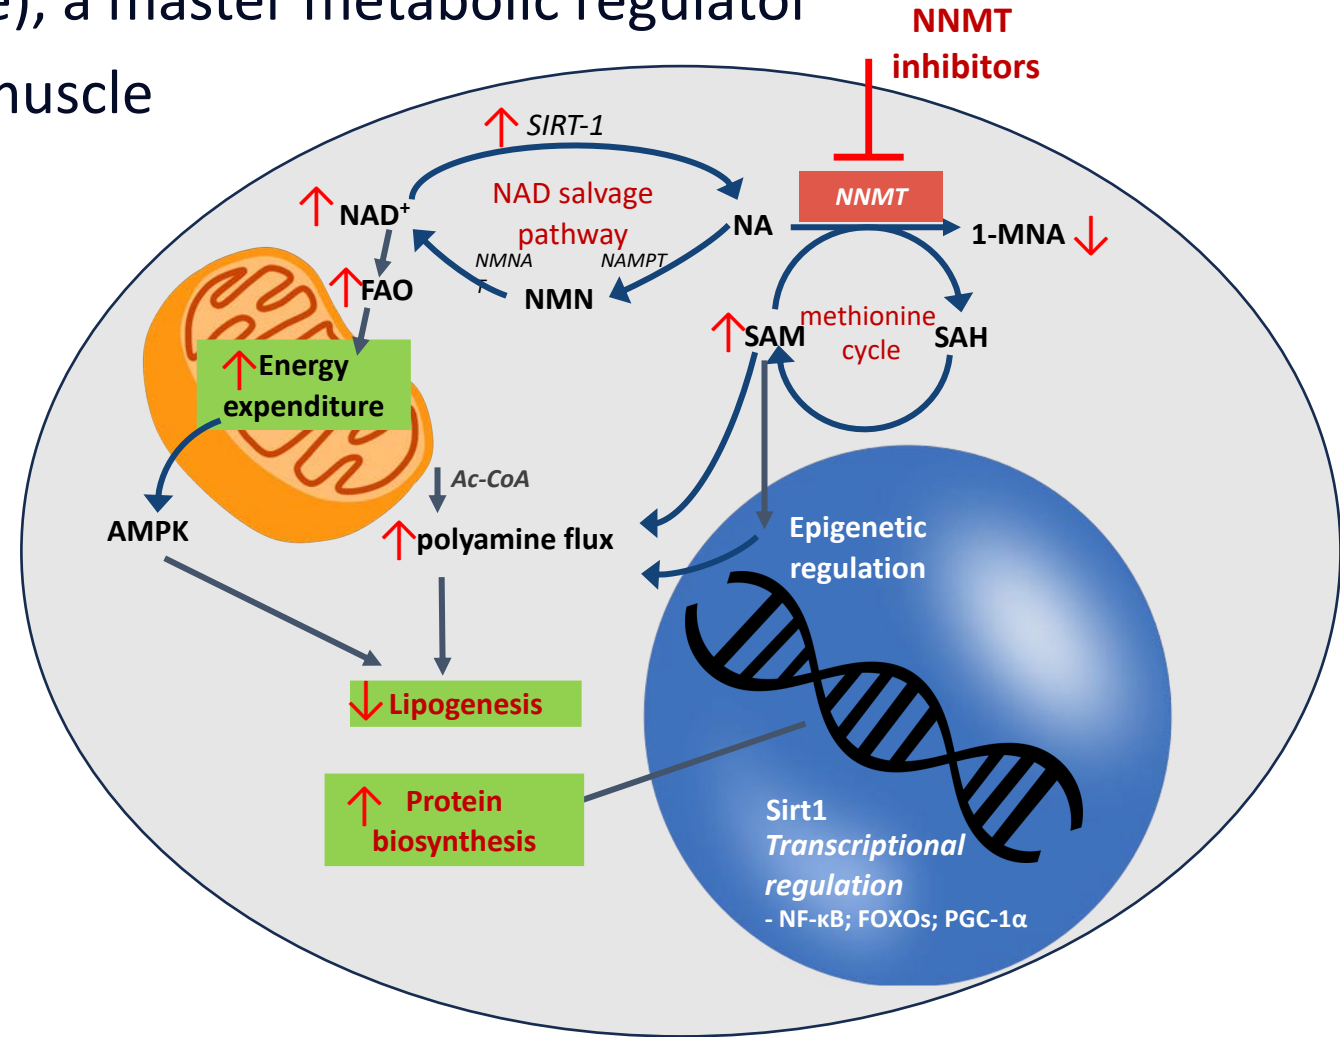 e), a master metabolic regulator
muscle
NNMT
inhibitors
SIRT-1
NAD salvage
pathway
NAD+
NMNA
T
NAMPT
NMN
NA
NNMT
1-MNA
FAO
SAM
methionine
cycle
SAH
Energy
expenditure
Ac-CoA
AMPK
polyamine flux
Epigenetic
regulation
Lipogenesis
Protein
biosynthesis
Sirt1
Transcriptional
regulation
- NF-κB; FOXOs; PGC-1α